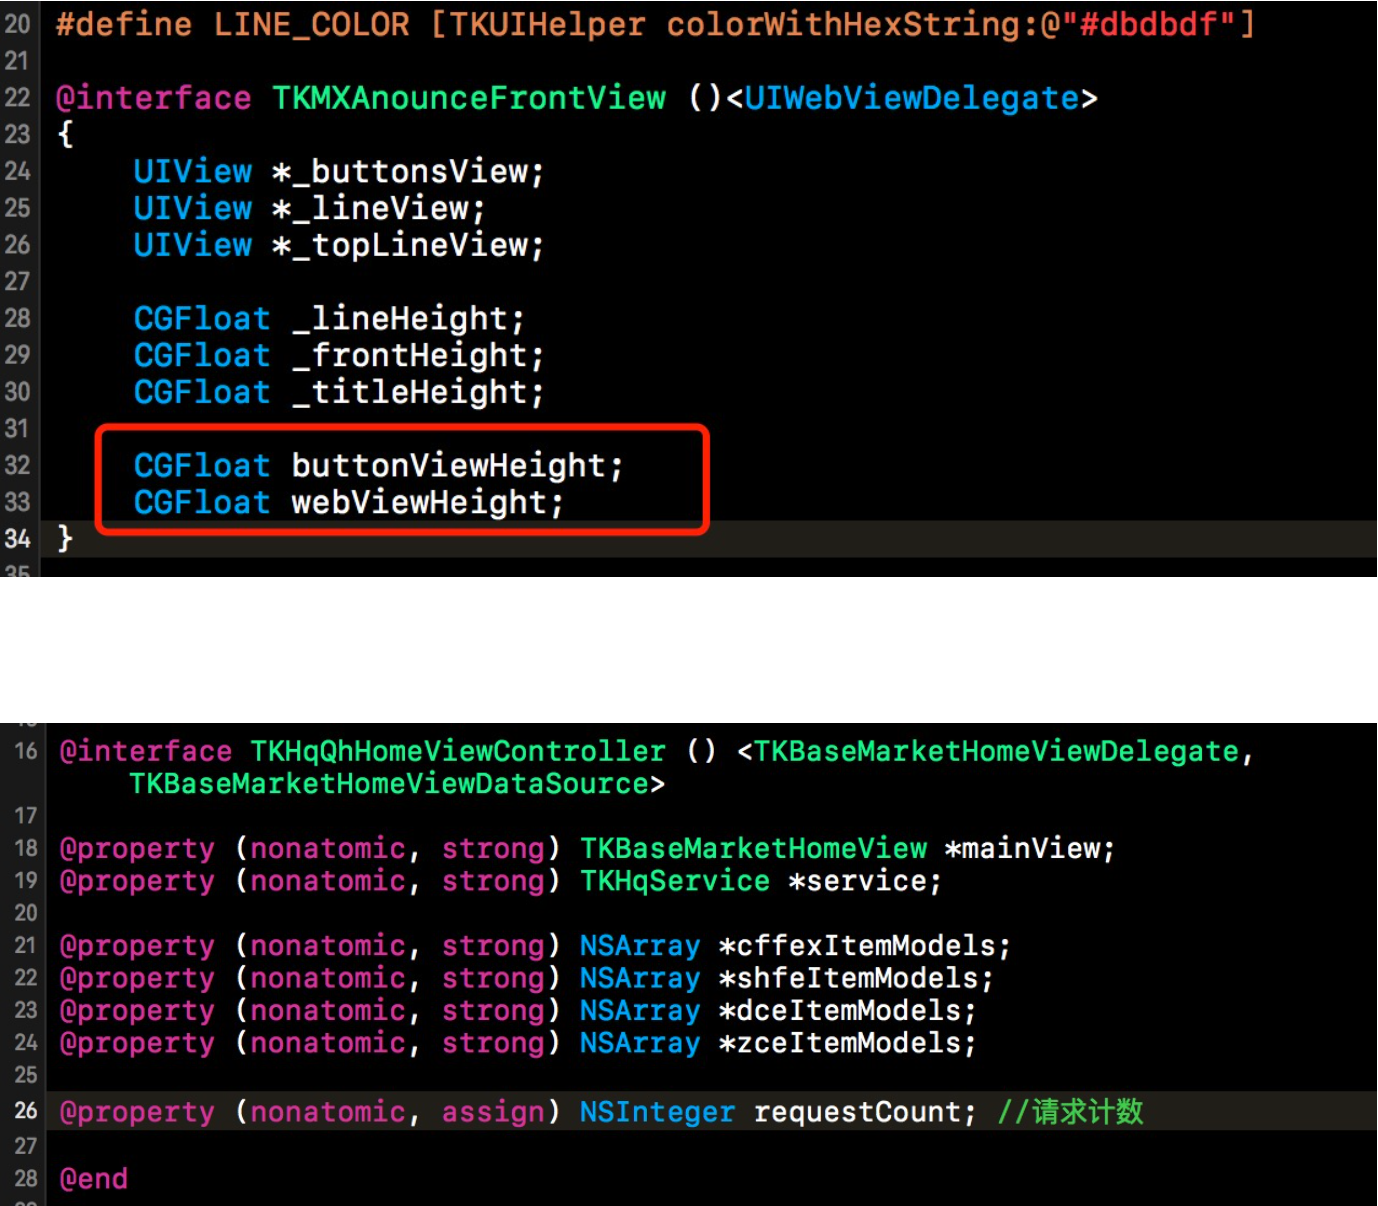 20 #define LINE_COLOR [TKUIHelper colorWithHexString:@"#dbdbdf"]
21
22 @interface TKMXAnounceFrontView ()<UIWebViewDelegate>
23 {
24 UIView *_buttonsView;
25 UIView *_lineView;
26 UIView *_topLineView;
27
28 CGFloat _lineHeight;
29 CGFloat _frontHeight;
30 CGFloat _titleHeight;
31
32 CGFloat buttonViewHeight;
33 CGFloat webViewHeight;
34 }
35
16 @interface TKHqQhHomeViewController () <TKBaseMarketHomeViewDelegate,
TKBaseMarketHomeViewDataSource>
17
18 @property (nonatomic, strong) TKBaseMarketHomeView *mainView;
19 @property (nonatomic, strong) TKHqService *service;
20
21 @property (nonatomic, strong) NSArray *cffexItemModels;
22 @property (nonatomic, strong) NSArray *shfeItemModels;
23 @property (nonatomic, strong) NSArray *dceItemModels;
24 @property (nonatomic, strong) NSArray *zceItemModels;
25
26 @property (nonatomic, assign) NSInteger requestCount; //请求计数
27
28 @end